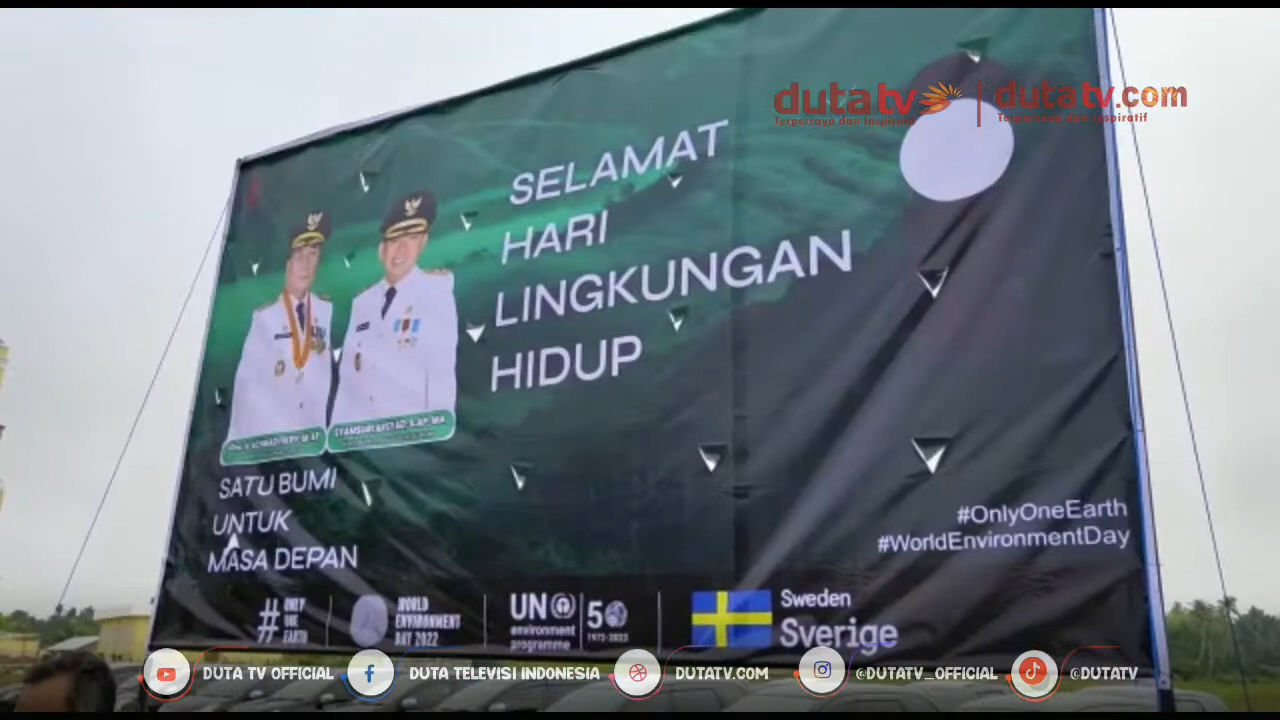 dutatv
Terpercaya dan Inspiratif
dutatv.com
Terpercaya dan Inspiratif
SELAMAT
HARI
LINGKUNGAN
HIDUP
SATU BUMI
UNTUK
MASA DEPAN
#OnlyOneEarth
#WorldEnvironmentDay
# ONLY
ONE
EARTH
WORLD
ENVIRONMENT
DAY 2022
UN
environment
programme
50
1972-2022
Sweden
Sverige
DUTA TV OFFICIAL
DUTA TELEVISI INDONESIA
DUTATV.COM
@DUTATV_OFFICIAL
@DUTATV